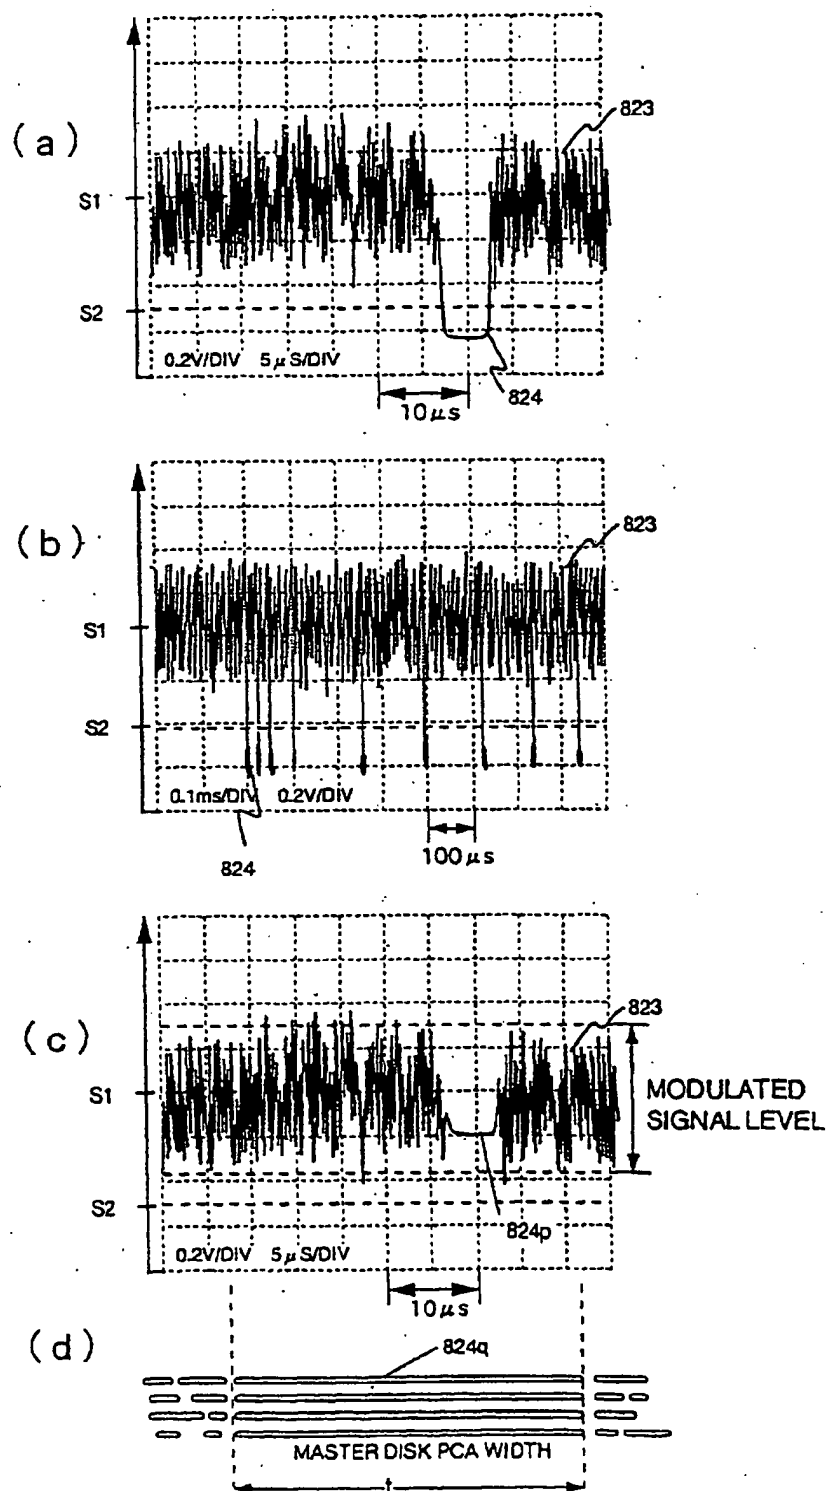 (a)
823
S1
S2
0.2V/DIV 5μS/DIV
824
10μs
(b)
823
S1
S2
0.1ms/DIV 0.2V/DIV
824
100μs
(c)
823
S1
MODULATED
SIGNAL LEVEL
S2
824p
0.2V/DIV 5μS/DIV
10μs
(d)
824q
MASTER DISK PCA WIDTH
t